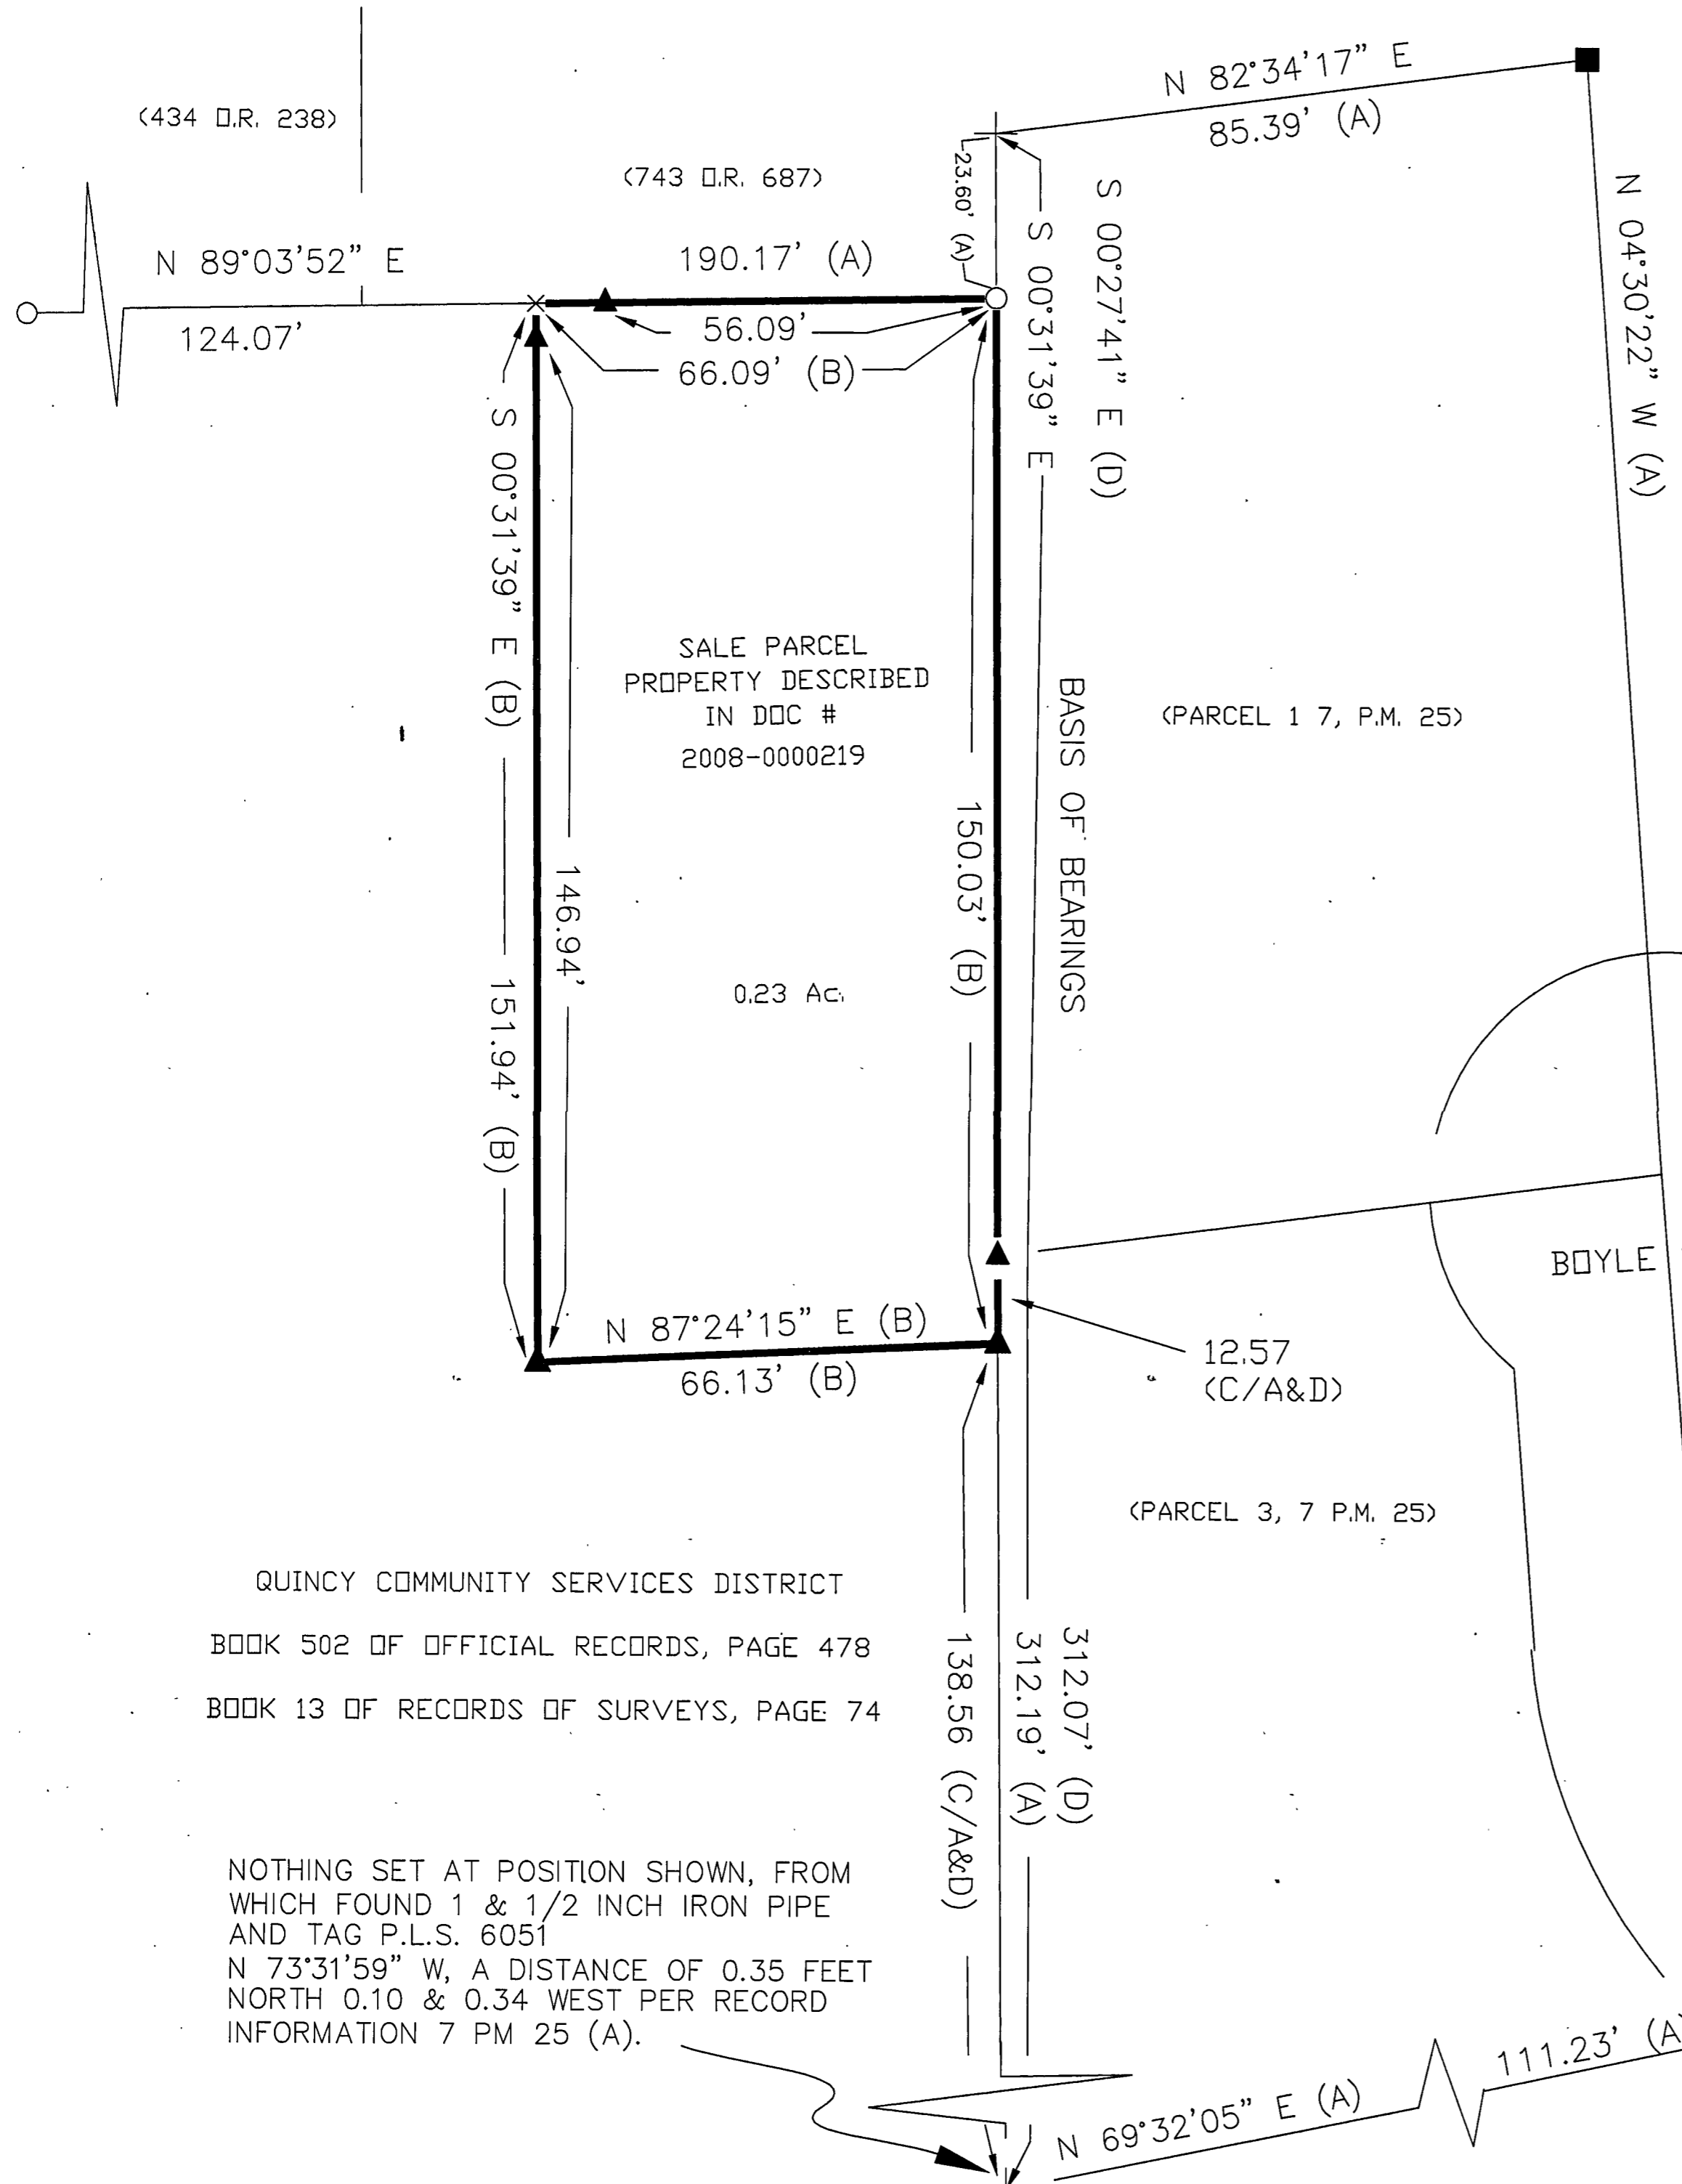 N 82°34'17" E
85.39' (A)
(434 O.R. 238)
(743 O.R. 687)
23.60' (A)
N 89°03'52" E
124.07'
190.17' (A)
56.09'
66.09' (B)
S 00°31'39" E
S 00°27'41" E (D)
N 04°30'22" W (A)
S 00°31'39" E (B)
151.94' (B)
146.94'
SALE PARCEL
PROPERTY DESCRIBED
IN DOC #
2008-0000219
0.23 Ac.
150.03' (B)
BASIS OF BEARINGS
(PARCEL 1 7, P.M. 25)
BOYLE
N 87°24'15" E (B)
66.13' (B)
12.57
(C/A&D)
(PARCEL 3, 7 P.M. 25)
138.56 (C/A&D)
312.19' (A)
312.07' (D)
QUINCY COMMUNITY SERVICES DISTRICT
BOOK 502 OF OFFICIAL RECORDS, PAGE 478
BOOK 13 OF RECORDS OF SURVEYS, PAGE 74
NOTHING SET AT POSITION SHOWN, FROM
WHICH FOUND 1 & 1/2 INCH IRON PIPE
AND TAG P.L.S. 6051
N 73°31'59" W, A DISTANCE OF 0.35 FEET
NORTH 0.10 & 0.34 WEST PER RECORD
INFORMATION 7 PM 25 (A).
N 69°32'05" E (A)
111.23' (A)